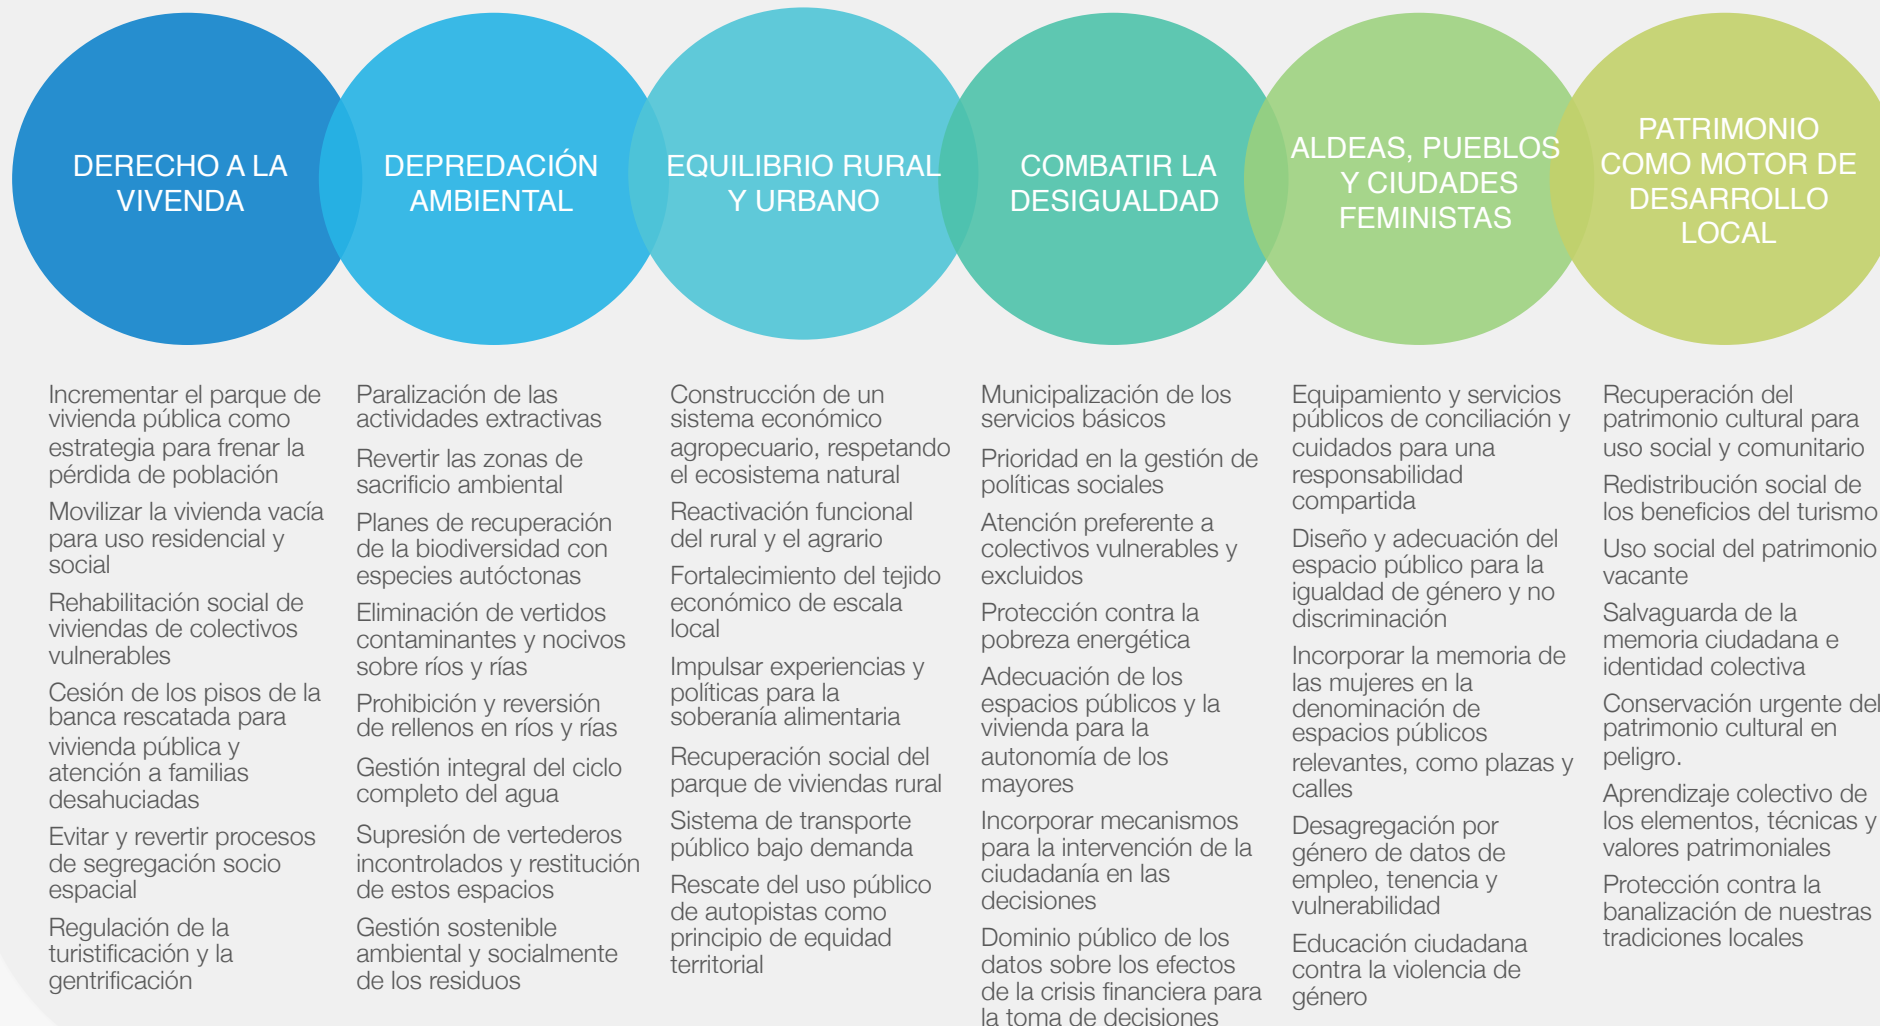 DERECHO A LA
VIVENDA
DEPREDACIÓN
AMBIENTAL
EQUILIBRIO RURAL
Y URBANO
COMBATIR LA
DESIGUALDAD
ALDEAS, PUEBLOS
Y CIUDADES
FEMINISTAS
PATRIMONIO
COMO MOTOR DE
DESARROLLO
LOCAL
Incrementar el parque de
vivienda pública como
estrategia para frenar la
pérdida de población
Movilizar la vivienda vacía
para uso residencial y
social
Rehabilitación social de
viviendas de colectivos
vulnerables
Cesión de los pisos de la
banca rescatada para
vivienda pública y
atención a familias
desahuciadas
Evitar y revertir procesos
de segregación socio
espacial
Regulación de la
turistificación y la
gentrificación
Paralización de las
actividades extractivas
Revertir las zonas de
sacrificio ambiental
Planes de recuperación
de la biodiversidad con
especies autóctonas
Eliminación de vertidos
contaminantes y nocivos
sobre ríos y rías
Prohibición y reversión
de rellenos en ríos y rías
Gestión integral del ciclo
completo del agua
Supresión de vertederos
incontrolados y restitución
de estos espacios
Gestión sostenible
ambiental y socialmente
de los residuos
Construcción de un
sistema económico
agropecuario, respetando
el ecosistema natural
Reactivación funcional
del rural y el agrario
Fortalecimiento del tejido
económico de escala
local
Impulsar experiencias y
políticas para la
soberanía alimentaria
Recuperación social del
parque de viviendas rural
Sistema de transporte
público bajo demanda
Rescate del uso público
de autopistas como
principio de equidad
territorial
Municipalización de los
servicios básicos
Prioridad en la gestión de
políticas sociales
Atención preferente a
colectivos vulnerables y
excluidos
Protección contra la
pobreza energética
Adecuación de los
espacios públicos y la
vivienda para la
autonomía de los
mayores
Incorporar mecanismos
para la intervención de la
ciudadanía en las
decisiones
Dominio público de los
datos sobre los efectos
de la crisis financiera para
la toma de decisiones
Equipamiento y servicios
públicos de conciliación y
cuidados para una
responsabilidad
compartida
Diseño y adecuación del
espacio público para la
igualdad de género y no
discriminación
Incorporar la memoria de
las mujeres en la
denominación de
espacios públicos
relevantes, como plazas y
calles
Desagregación por
género de datos de
empleo, tenencia y
vulnerabilidad
Educación ciudadana
contra la violencia de
género
Recuperación del
patrimonio cultural para
uso social y comunitario
Redistribución social de
los beneficios del turismo
Uso social del patrimonio
vacante
Salvaguarda de la
memoria ciudadana e
identidad colectiva
Conservación urgente del
patrimonio cultural en
peligro.
Aprendizaje colectivo de
los elementos, técnicas y
valores patrimoniales
Protección contra la
banalización de nuestras
tradiciones locales